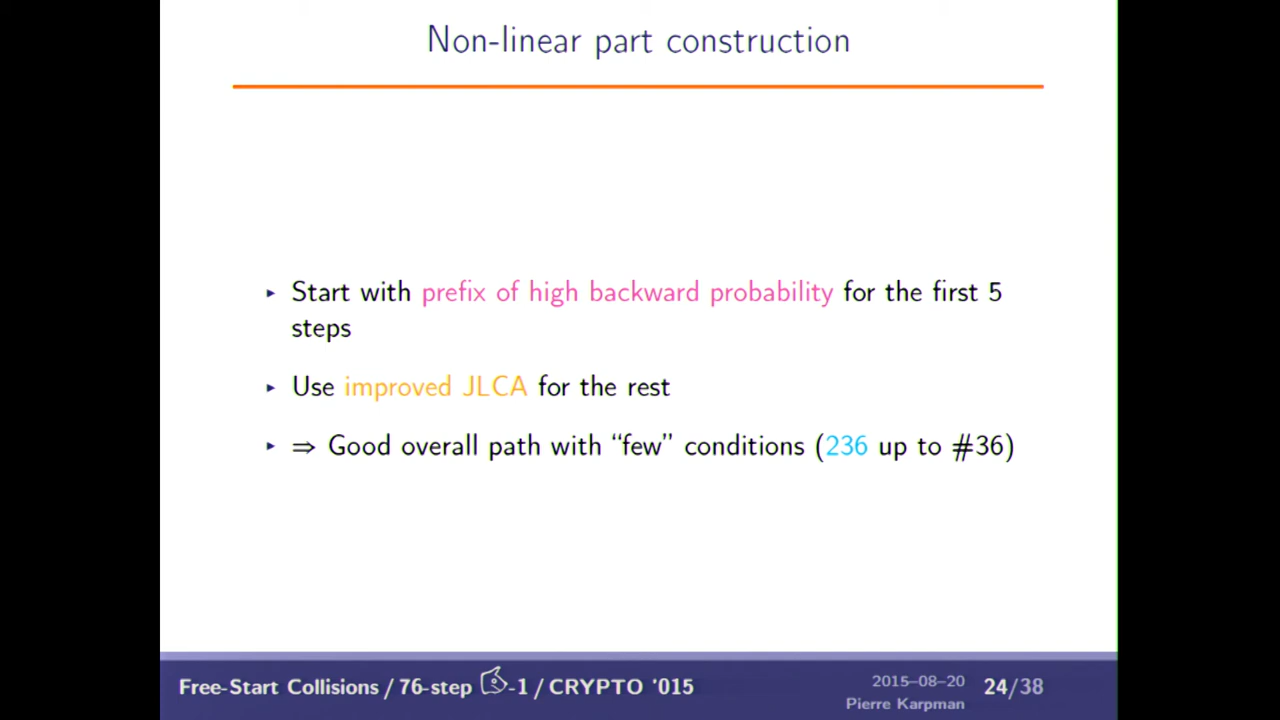 Non-linear part construction
▸ Start with prefix of high backward probability for the first 5
steps
▸ Use improved JLCA for the rest
▸ ⇒ Good overall path with “few” conditions (236 up to #36)
Free-Start Collisions / 76-step -1 / CRYPTO '015
2015–08–20
Pierre Karpman
24/38